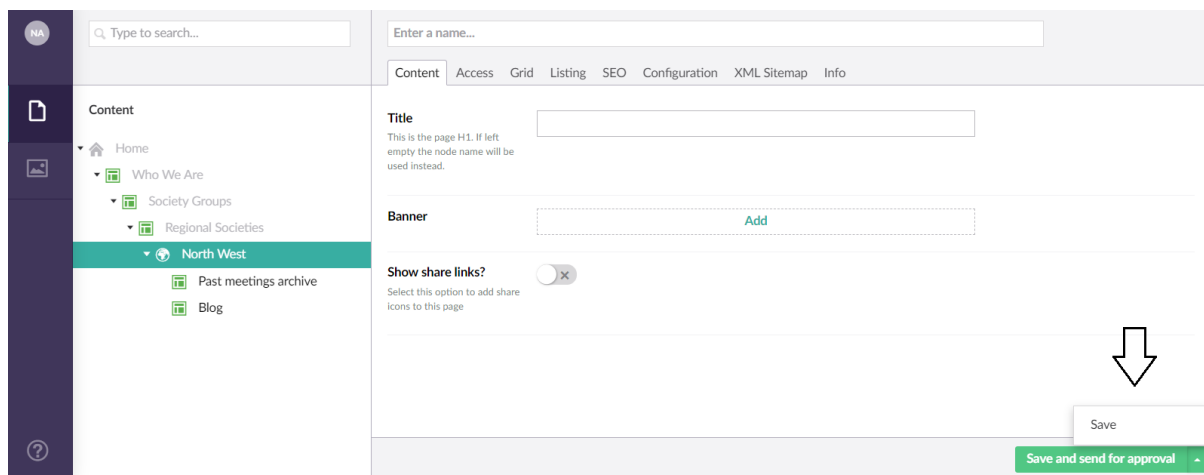 NA
Type to search...
Enter a name...
Content Access Grid Listing SEO Configuration XML Sitemap Info
Content
Home
Who We Are
Society Groups
Regional Societies
North West
Past meetings archive
Blog
Title
This is the page H1. If left
empty the node name will be
used instead.
Banner
Add
Show share links?
Select this option to add share
icons to this page
Save
Save and send for approval